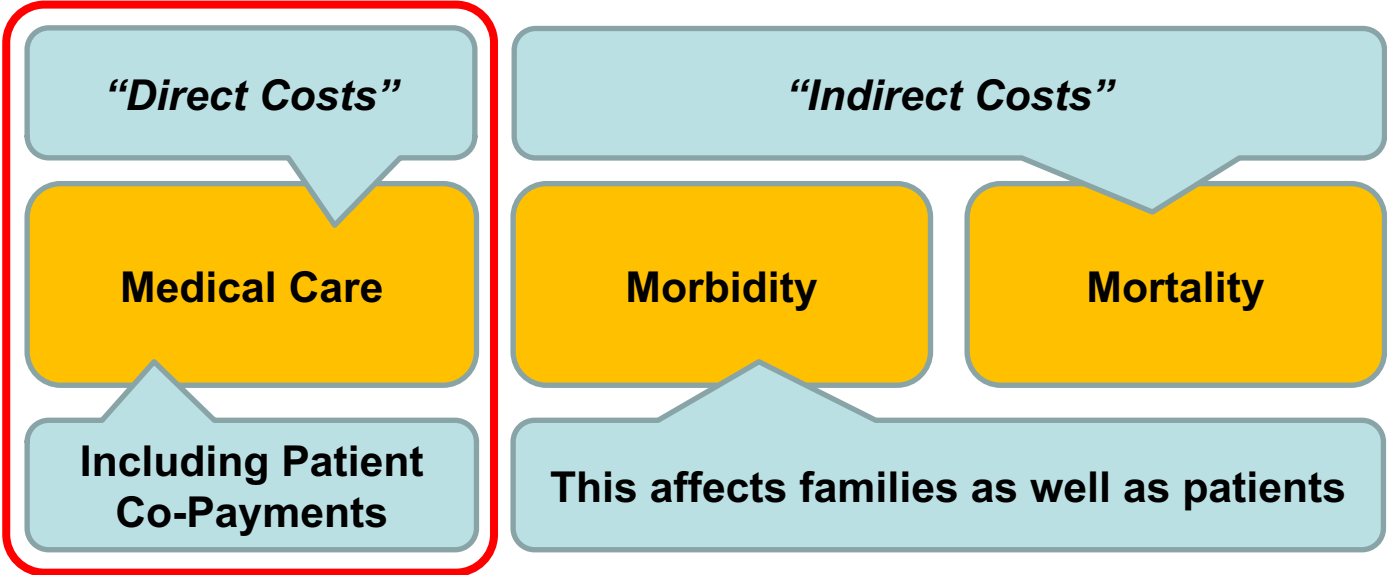 “Direct Costs”
“Indirect Costs”
Medical Care
Morbidity
Mortality
Including Patient
Co-Payments
This affects families as well as patients